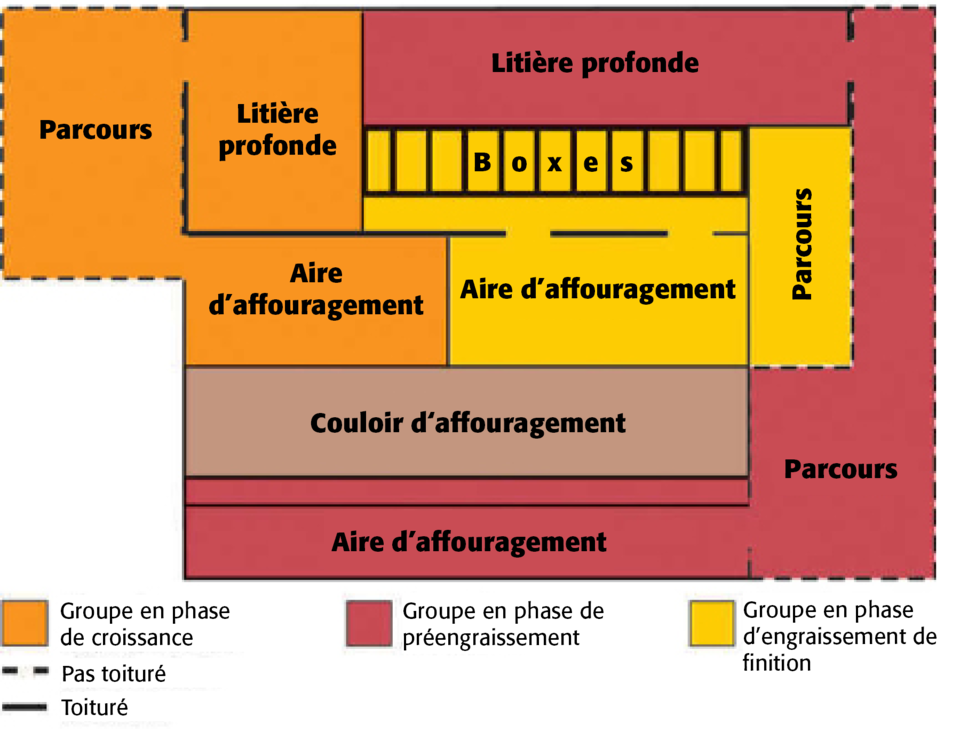 Litière profonde
Parcours
Litière
profonde
Boxes
Parcours
Aire
d'affouragement
Aire d'affouragement
Couloir d'affouragement
Parcours
Aire d'affouragement
Groupe en phase
de croissance
Groupe en phase de
préengraissement
Groupe en phase
d'engraissement de
finition
Pas toituré
Toituré